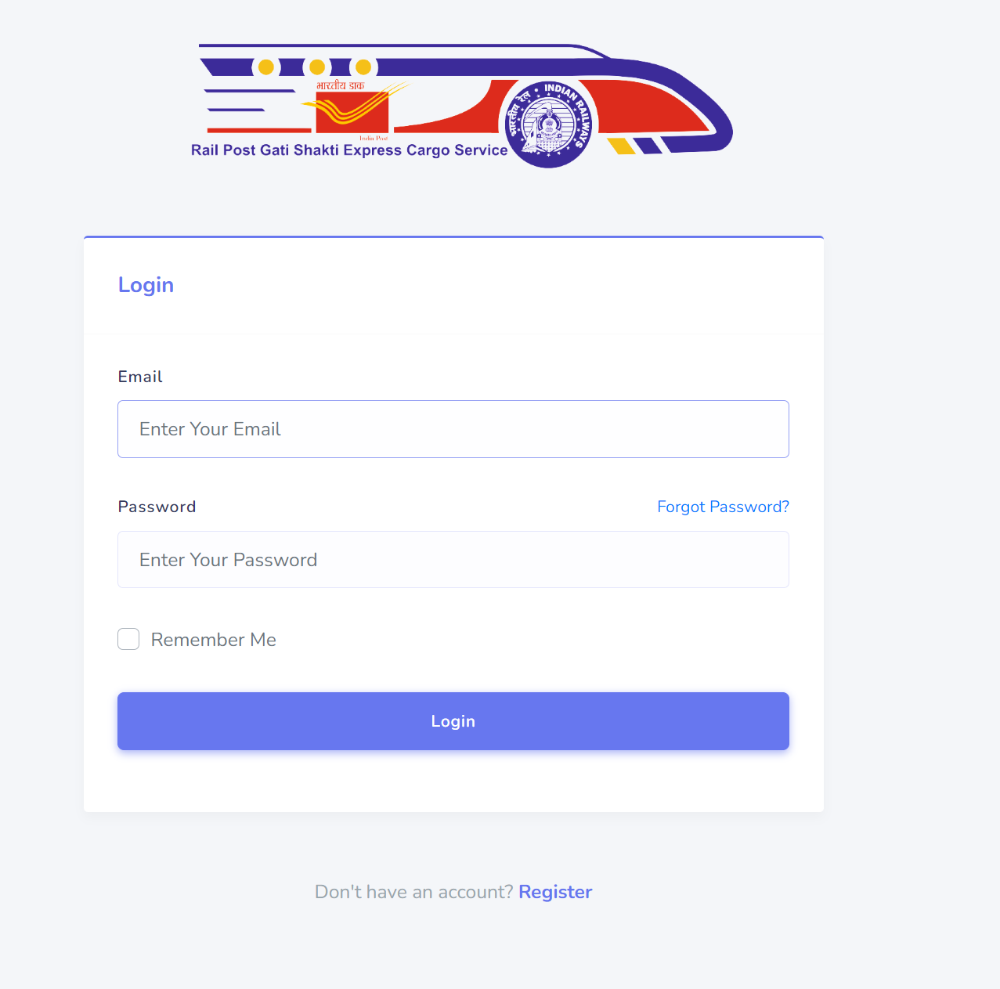 भारतीय डाक
India Post
Rail Post Gati Shakti Express Cargo Service
भारतीय रेल • INDIAN RAILWAYS
Login
Email
Enter Your Email
Password
Forgot Password?
Enter Your Password
Remember Me
Login
Don't have an account? Register